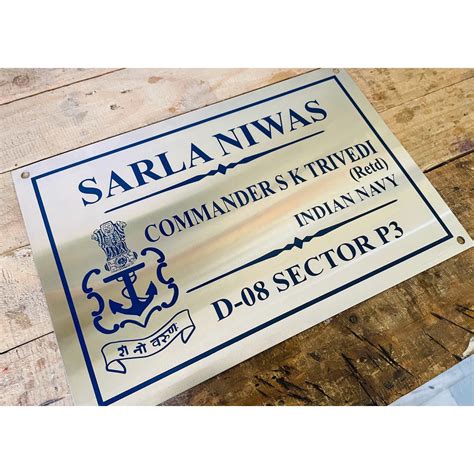 SARLA NIWAS
COMMANDER S K TRIVEDI
(Retd)
INDIAN NAVY
D-08 SECTOR P3
शं नो वरुणः